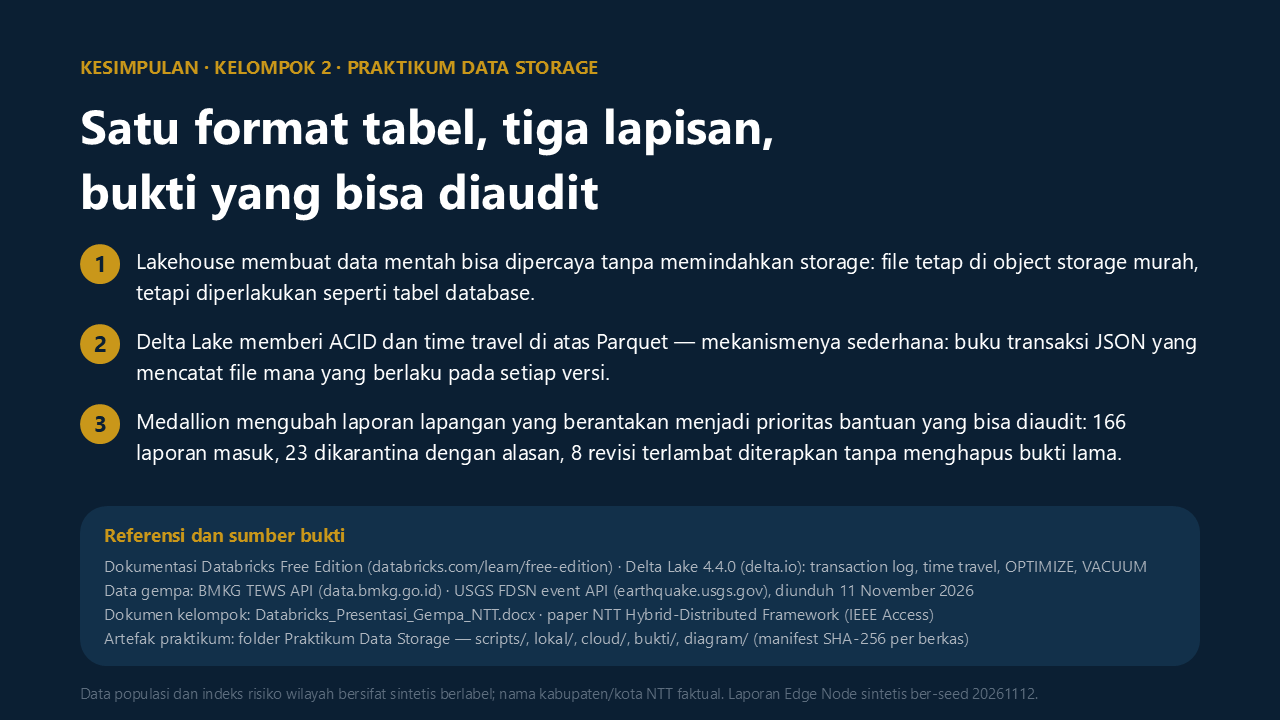 KESIMPULAN · KELOMPOK 2 · PRAKTIKUM DATA STORAGE
Satu format tabel, tiga lapisan,
bukti yang bisa diaudit
1
Lakehouse membuat data mentah bisa dipercaya tanpa memindahkan storage: file tetap di object storage murah,
tetapi diperlakukan seperti tabel database.
2
Delta Lake memberi ACID dan time travel di atas Parquet — mekanismenya sederhana: buku transaksi JSON yang
mencatat file mana yang berlaku pada setiap versi.
3
Medallion mengubah laporan lapangan yang berantakan menjadi prioritas bantuan yang bisa diaudit: 166
laporan masuk, 23 dikarantina dengan alasan, 8 revisi terlambat diterapkan tanpa menghapus bukti lama.
Referensi dan sumber bukti
Dokumentasi Databricks Free Edition (databricks.com/learn/free-edition) · Delta Lake 4.4.0 (delta.io): transaction log, time travel, OPTIMIZE, VACUUM
Data gempa: BMKG TEWS API (data.bmkg.go.id) · USGS FDSN event API (earthquake.usgs.gov), diunduh 11 November 2026
Dokumen kelompok: Databricks_Presentasi_Gempa_NTT.docx · paper NTT Hybrid-Distributed Framework (IEEE Access)
Artefak praktikum: folder Praktikum Data Storage — scripts/, lokal/, cloud/, bukti/, diagram/ (manifest SHA-256 per berkas)
Data populasi dan indeks risiko wilayah bersifat sintetis berlabel; nama kabupaten/kota NTT faktual. Laporan Edge Node sintetis ber-seed 20261112.